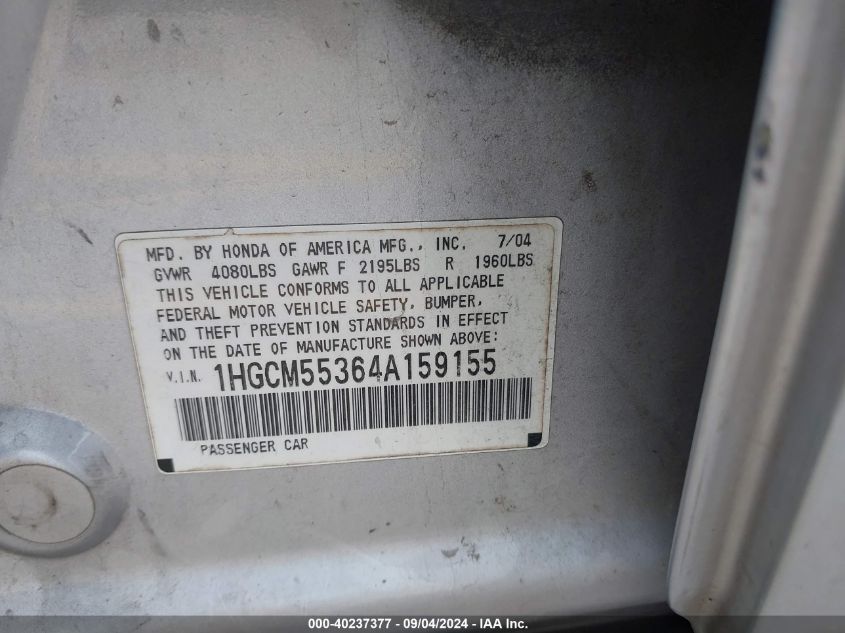 MFD. BY HONDA OF AMERICA MFG., INC. 7/04
GVWR 4080LBS GAWR F 2195LBS R 1960LBS
THIS VEHICLE CONFORMS TO ALL APPLICABLE
FEDERAL MOTOR VEHICLE SAFETY, BUMPER,
AND THEFT PREVENTION STANDARDS IN EFFECT
ON THE DATE OF MANUFACTURE SHOWN ABOVE:
V.I.N. 1HGCM55364A159155
PASSENGER CAR
000-40237377 - 09/04/2024 - IAA Inc.